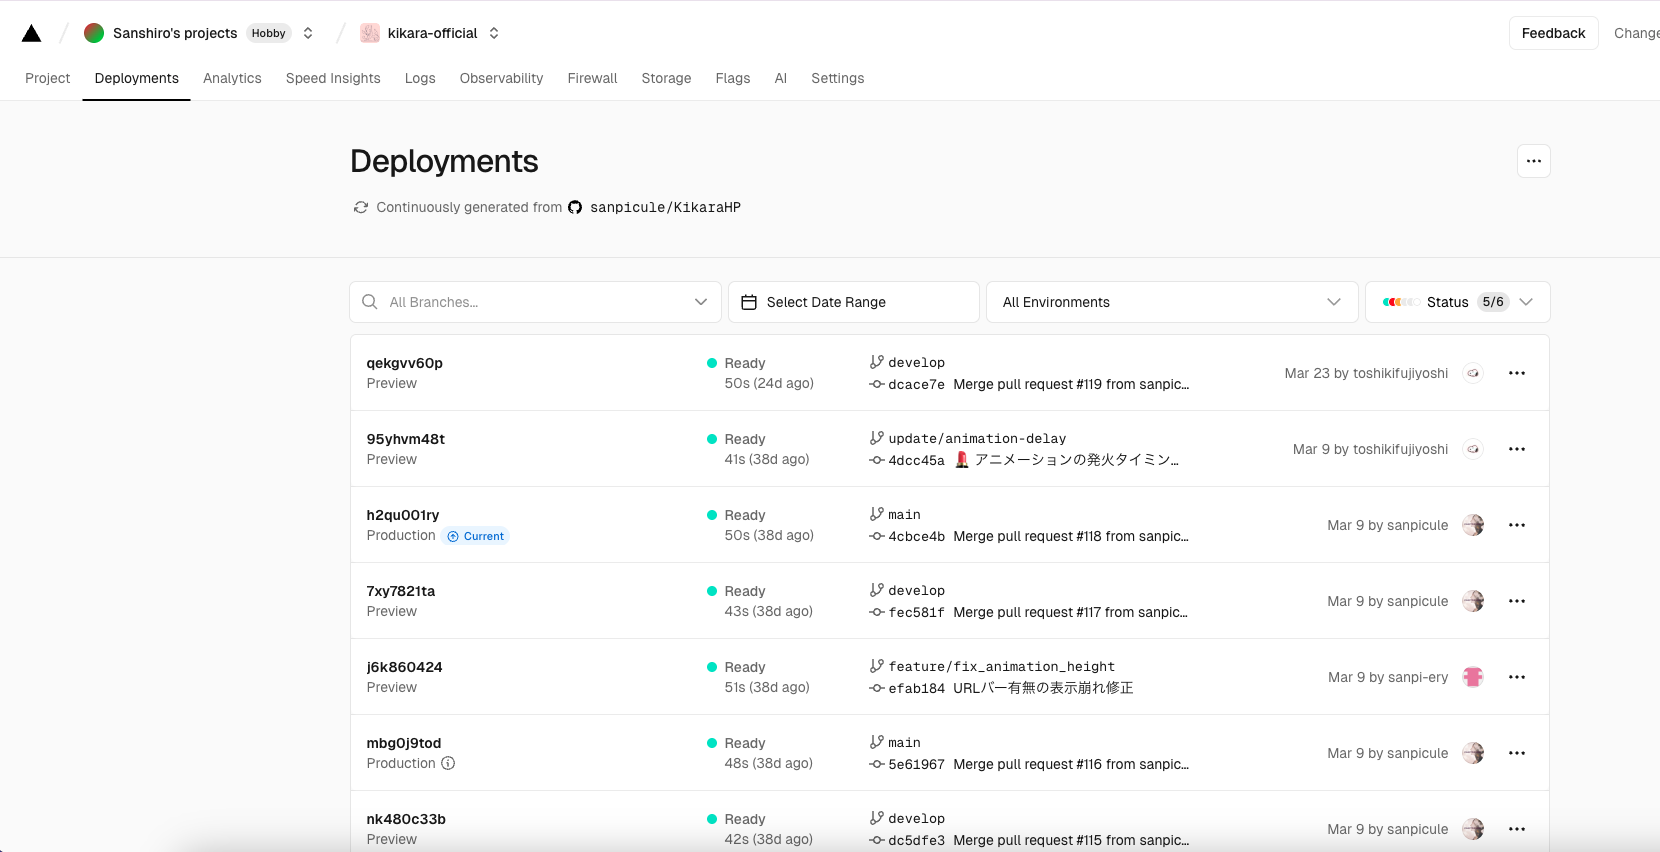 Sanshiro's projects Hobby kikara-official Feedback Change
Project Deployments Analytics Speed Insights Logs Observability Firewall Storage Flags AI Settings
Deployments
Continuously generated from sanpicule/KikaraHP
All Branches... Select Date Range All Environments Status 5/6
qekgvv60p Ready develop
Preview 50s (24d ago) dcace7e Merge pull request #119 from sanpic... Mar 23 by toshikifujiyoshi
95yhvm48t Ready update/animation-delay
Preview 41s (38d ago) 4dcc45a 🚨 アニメーションの発火タイミン... Mar 9 by toshikifujiyoshi
h2qu001ry Ready main
Production Current 50s (38d ago) 4cbce4b Merge pull request #118 from sanpic... Mar 9 by sanpicule
7xy7821ta Ready develop
Preview 43s (38d ago) fec581f Merge pull request #117 from sanpic... Mar 9 by sanpicule
j6k860424 Ready feature/fix_animation_height
Preview 51s (38d ago) efab184 URLバー有無の表示崩れ修正 Mar 9 by sanpi-ery
mbg0j9tod Ready main
Production 48s (38d ago) 5e61967 Merge pull request #116 from sanpic... Mar 9 by sanpicule
nk480c33b Ready develop
Preview 42s (38d ago) dc5dfe3 Merge pull request #115 from sanpic... Mar 9 by sanpicule